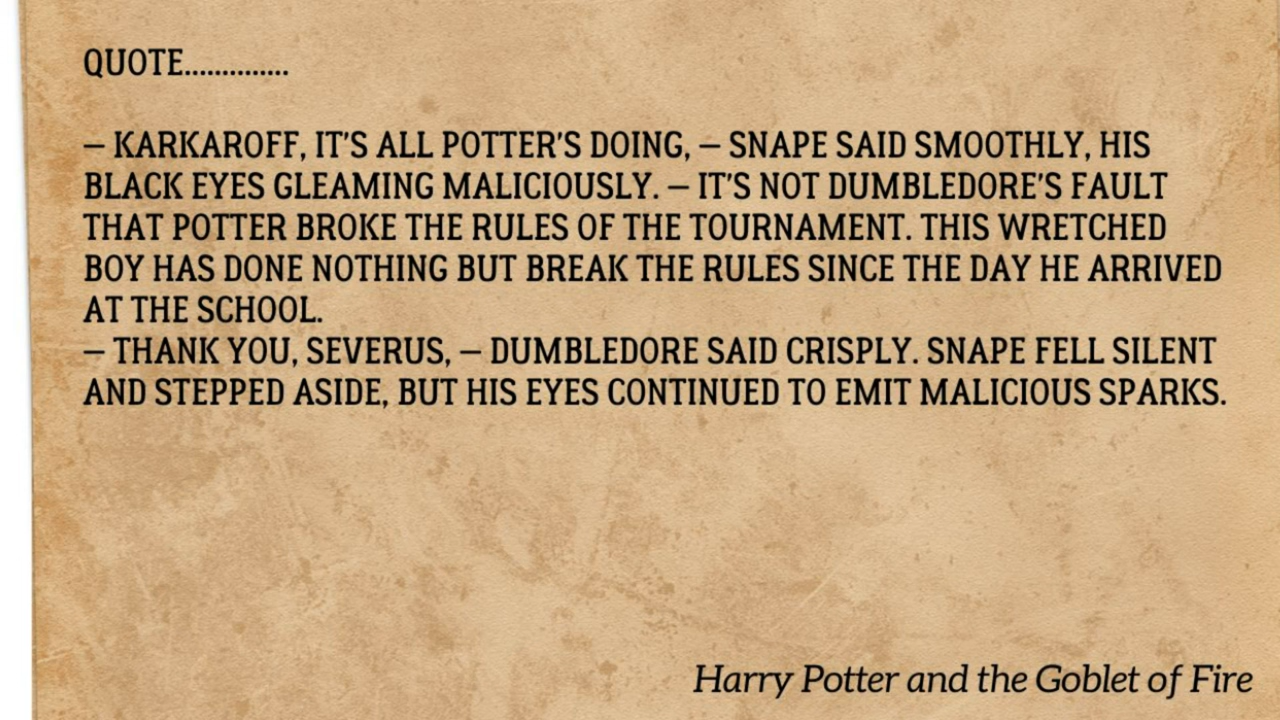 QUOTE..............
– KARKAROFF, IT'S ALL POTTER'S DOING, – SNAPE SAID SMOOTHLY, HIS
BLACK EYES GLEAMING MALICIOUSLY. – IT'S NOT DUMBLEDORE'S FAULT
THAT POTTER BROKE THE RULES OF THE TOURNAMENT. THIS WRETCHED
BOY HAS DONE NOTHING BUT BREAK THE RULES SINCE THE DAY HE ARRIVED
AT THE SCHOOL.
– THANK YOU, SEVERUS, – DUMBLEDORE SAID CRISPLY. SNAPE FELL SILENT
AND STEPPED ASIDE, BUT HIS EYES CONTINUED TO EMIT MALICIOUS SPARKS.
Harry Potter and the Goblet of Fire